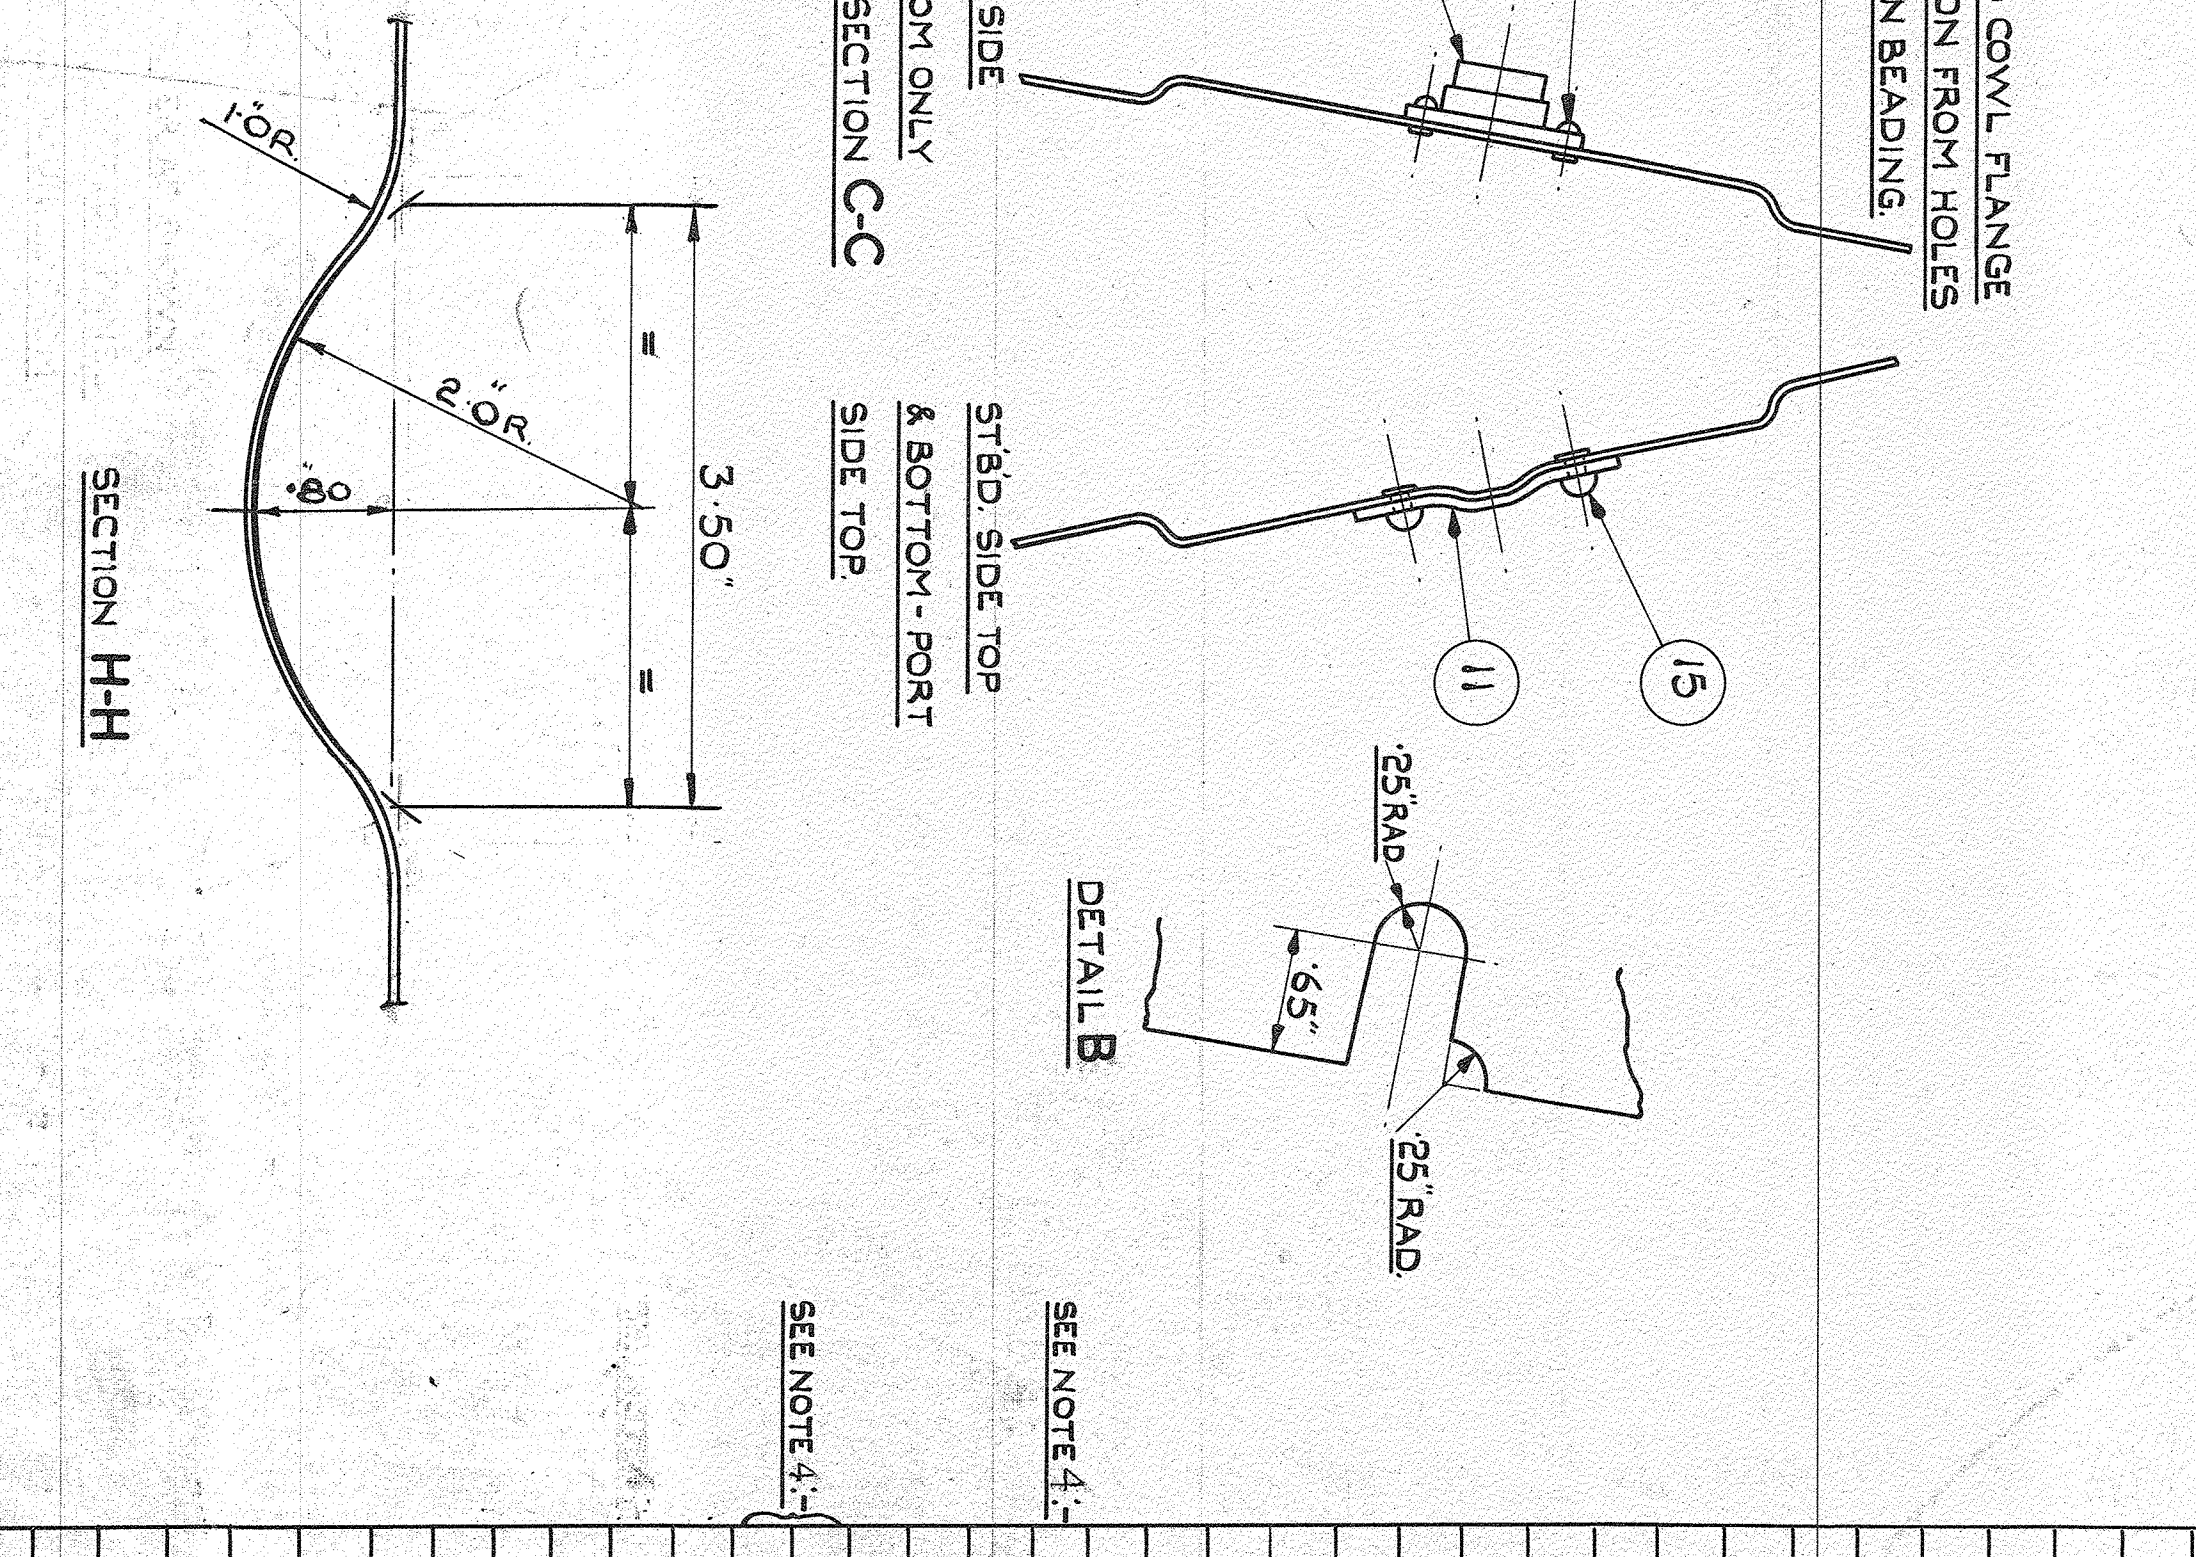 COWL FLANGE
ON FROM HOLES
N BEADING.
SIDE
OM ONLY
SECTION C-C
ST'B'D. SIDE TOP
& BOTTOM - PORT
SIDE TOP.
15
11
.25" RAD
.65"
.25" RAD.
DETAIL B
3.50"
=
=
1.0" R.
2.0" R.
.80"
SECTION H-H
SEE NOTE 4:-
SEE NOTE 4:-